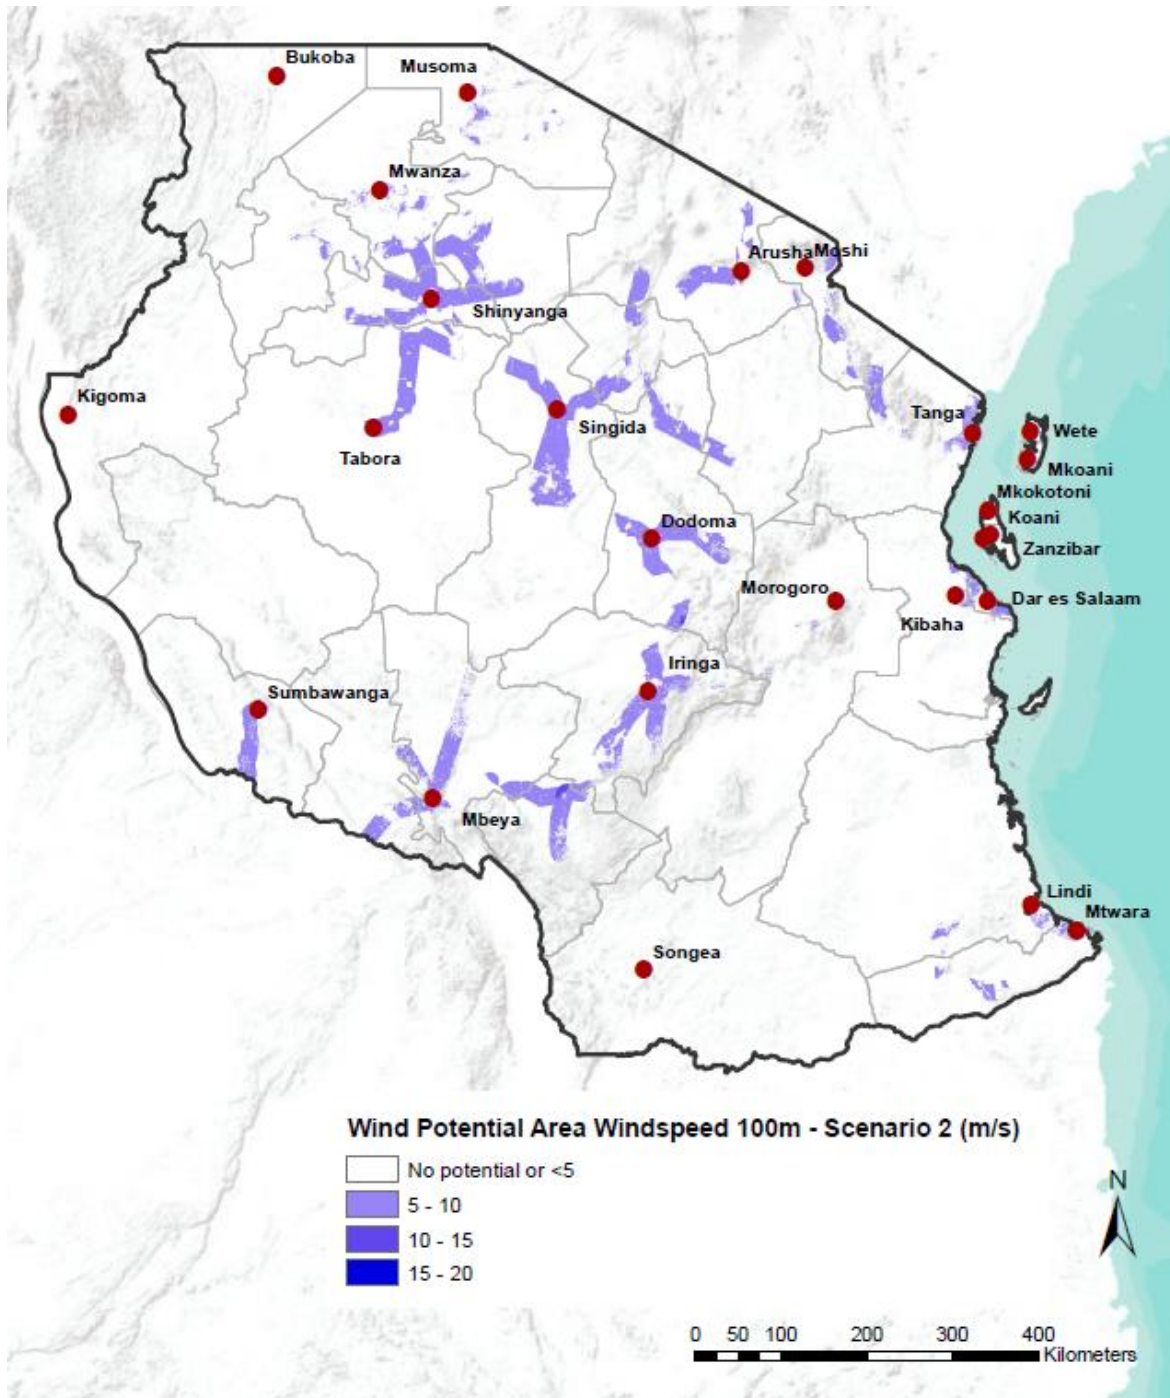 Bukoba
Musoma
Mwanza
Arusha Moshi
Shinyanga
Kigoma
Tanga
Wete
Singida
Tabora
Mkoani
Mkokotoni
Koani
Dodoma
Zanzibar
Morogoro
Dar es Salaam
Kibaha
Iringa
Sumbawanga
Mbeya
Lindi
Mtwara
Songea
Wind Potential Area Windspeed 100m - Scenario 2 (m/s)
No potential or <5
5 - 10
10 - 15
15 - 20
N
0 50 100 200 300 400
Kilometers